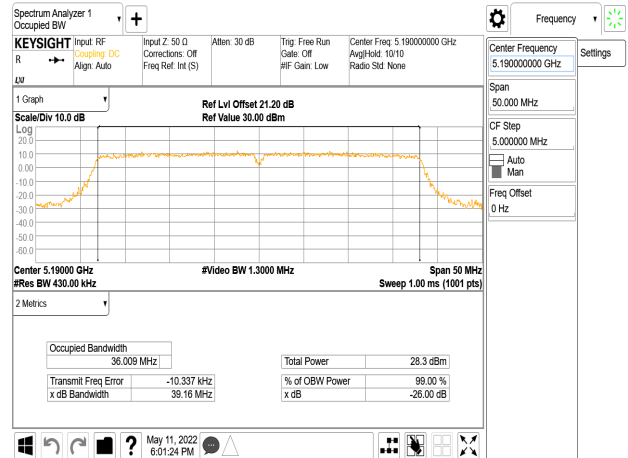 Spectrum Analyzer 1
Occupied BW
Frequency
KEYSIGHT
R
LXI
Input: RF
Coupling: DC
Align: Auto
Input Z: 50 Ω
Corrections: Off
Freq Ref: Int (S)
Atten: 30 dB
Trig: Free Run
Gate: Off
#IF Gain: Low
Center Freq: 5.190000000 GHz
Avg|Hold: 10/10
Radio Std: None
Center Frequency
5.190000000 GHz
Settings
Span
50.000 MHz
CF Step
5.000000 MHz
Auto
Man
Freq Offset
0 Hz
1 Graph
Scale/Div 10.0 dB
Ref Lvl Offset 21.20 dB
Ref Value 30.00 dBm
Log
20.0
10.0
0.00
-10.0
-20.0
-30.0
-40.0
-50.0
-60.0
Center 5.19000 GHz
#Video BW 1.3000 MHz
Span 50 MHz
#Res BW 430.00 kHz
Sweep 1.00 ms (1001 pts)
2 Metrics
Occupied Bandwidth
36.009 MHz
Total Power 28.3 dBm
Transmit Freq Error -10.337 kHz
% of OBW Power 99.00 %
x dB Bandwidth 39.16 MHz
x dB -26.00 dB
?
May 11, 2022
6:01:24 PM